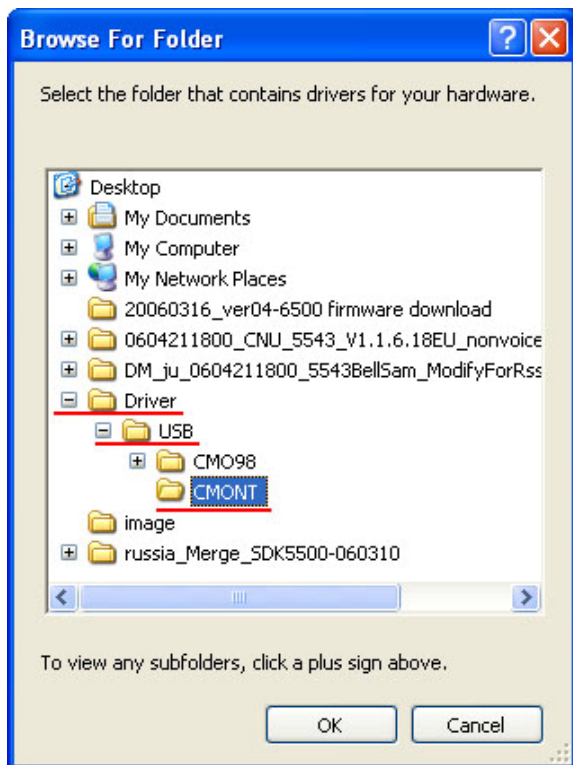 Browse For Folder
Select the folder that contains drivers for your hardware.
Desktop
My Documents
My Computer
My Network Places
20060316_ver04-6500 firmware download
0604211800_CNU_5543_V1.1.6.18EU_nonvoice
DM_ju_0604211800_5543BellSam_ModifyForRss
Driver
USB
CMO98
CMONT
image
russia_Merge_SDK5500-060310
To view any subfolders, click a plus sign above.
OK Cancel